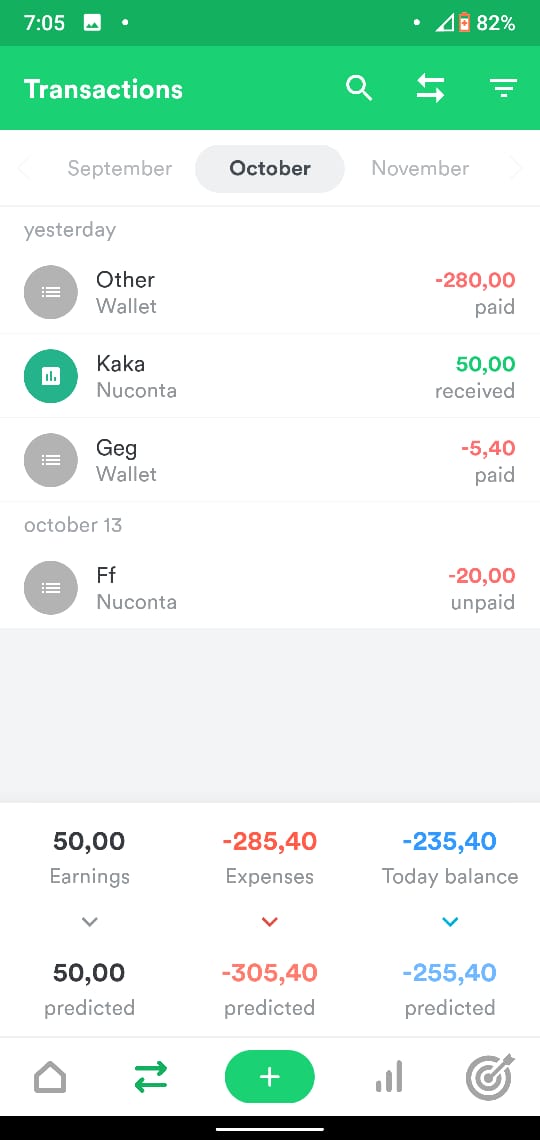 7:05 82%
Transactions
September October November
yesterday
Other -280,00
Wallet paid
Kaka 50,00
Nuconta received
Geg -5,40
Wallet paid
october 13
Ff -20,00
Nuconta unpaid
50,00 -285,40 -235,40
Earnings Expenses Today balance
50,00 -305,40 -255,40
predicted predicted predicted